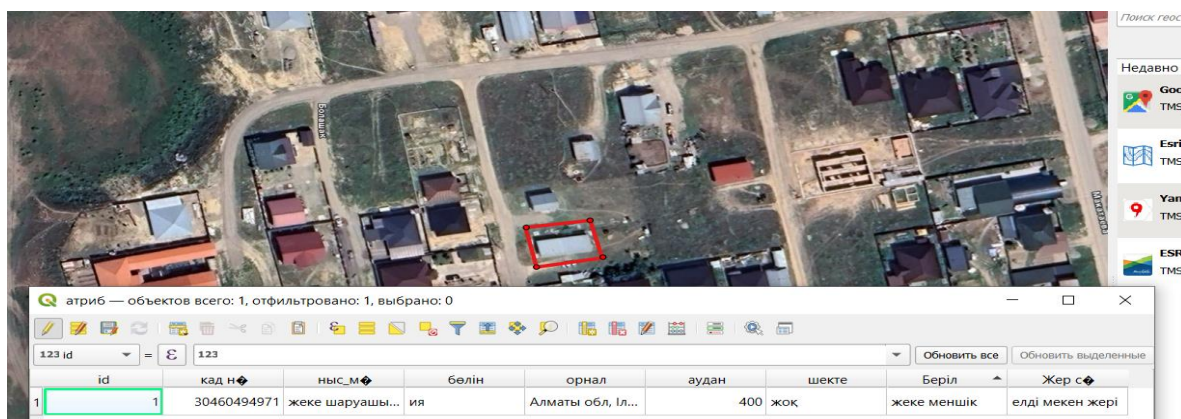 Поиск геос
Недавно
Goo
TMS
Болашак
Esri
TMS
Yan
TMS
ESR
TMS
атриб — объектов всего: 1, отфильтровано: 1, выбрано: 0
123 id = ε 123 Обновить все Обновить выделенные
id кад н� ныс_м� бөлін орнал аудан шекте Беріл Жер с�
1 1 30460494971 жеке шаруашы... ия Алматы обл, Іл... 400 жоқ жеке меншік елді мекен жері